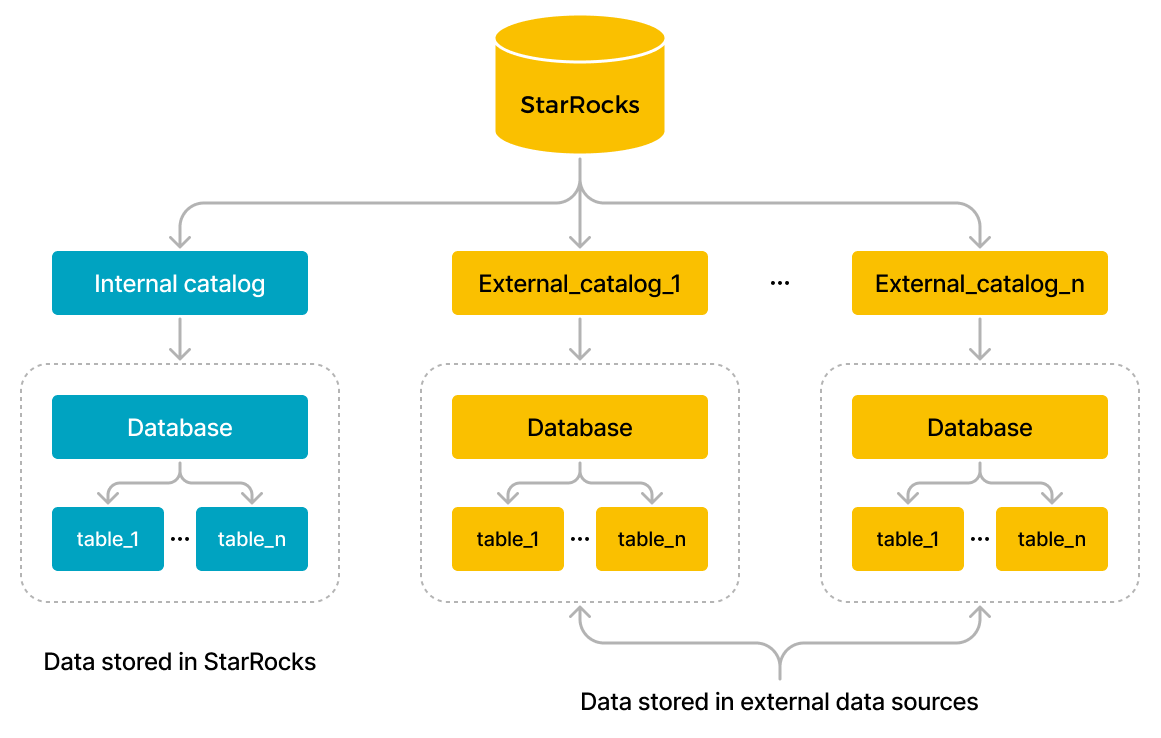 StarRocks
Internal catalog
External_catalog_1
...
External_catalog_n
Database
Database
Database
table_1
...
table_n
table_1
...
table_n
table_1
...
table_n
Data stored in StarRocks
Data stored in external data sources